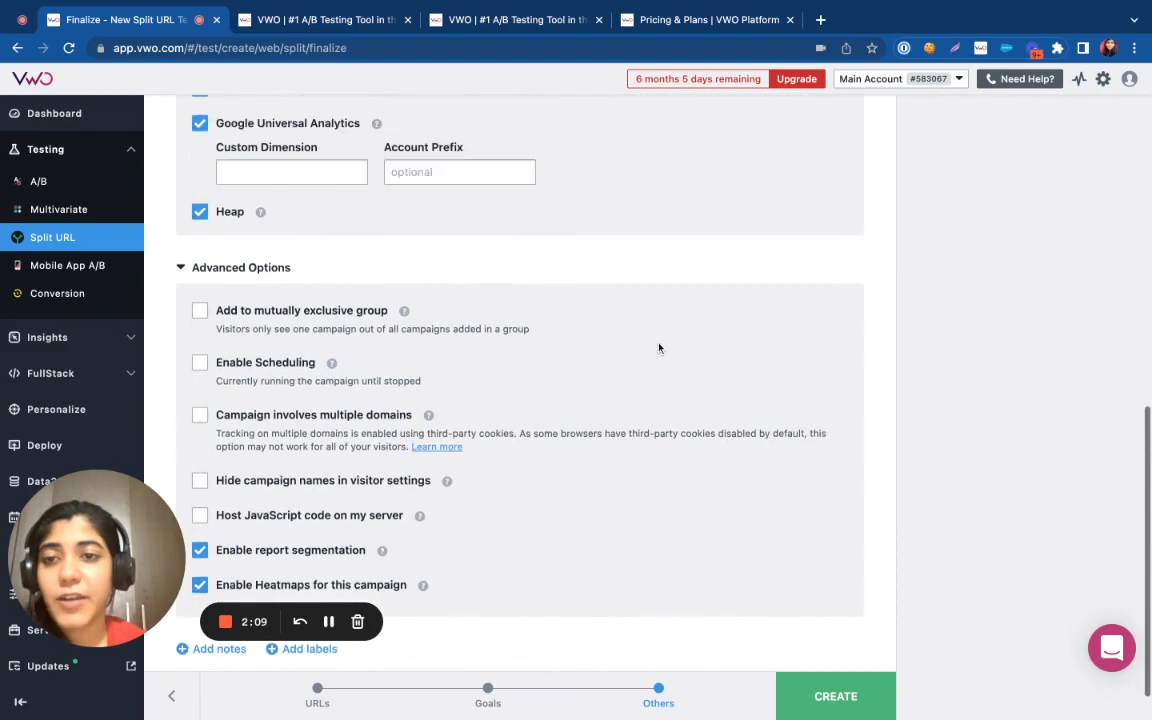 Finalize - New Split URL Te
VWO | #1 A/B Testing Tool in th
VWO | #1 A/B Testing Tool in th
Pricing & Plans | VWO Platform
app.vwo.com/#/test/create/web/split/finalize
9+
VWO
6 months 5 days remaining
Upgrade
Main Account #583067
Need Help?
Dashboard
Testing
A/B
Multivariate
Split URL
Mobile App A/B
Conversion
Insights
FullStack
Personalize
Deploy
Updates
Google Universal Analytics
Custom Dimension
Account Prefix
optional
Heap
Advanced Options
Add to mutually exclusive group
Visitors only see one campaign out of all campaigns added in a group
Enable Scheduling
Currently running the campaign until stopped
Campaign involves multiple domains
Tracking on multiple domains is enabled using third-party cookies. As some browsers have third-party cookies disabled by default, this
option may not work for all of your visitors. Learn more
Hide campaign names in visitor settings
Host JavaScript code on my server
Enable report segmentation
Enable Heatmaps for this campaign
2:09
Add notes
Add labels
URLs
Goals
Others
CREATE